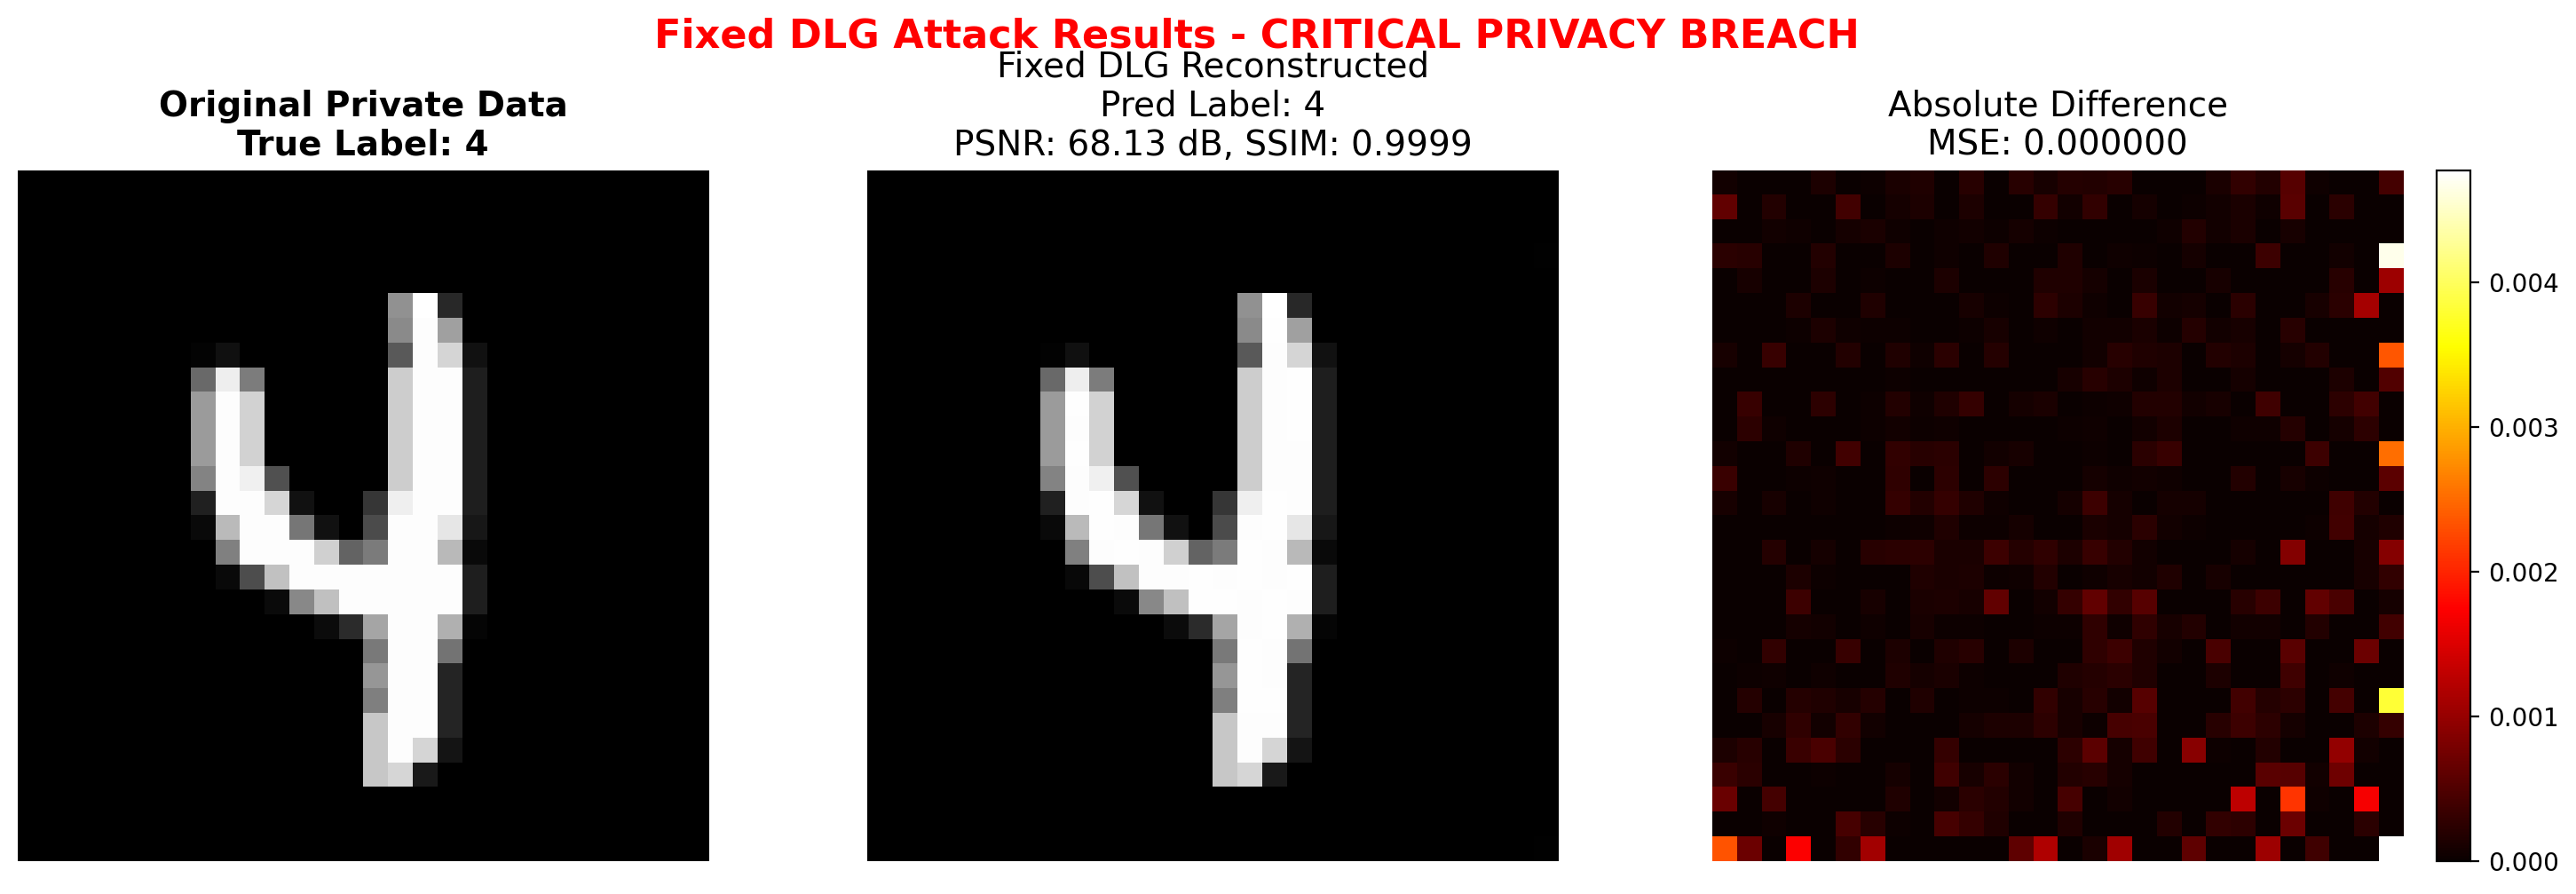 Fixed DLG Attack Results - CRITICAL PRIVACY BREACH
Original Private Data
True Label: 4
Fixed DLG Reconstructed
Pred Label: 4
PSNR: 68.13 dB, SSIM: 0.9999
Absolute Difference
MSE: 0.000000
0.004
0.003
0.002
0.001
0.000